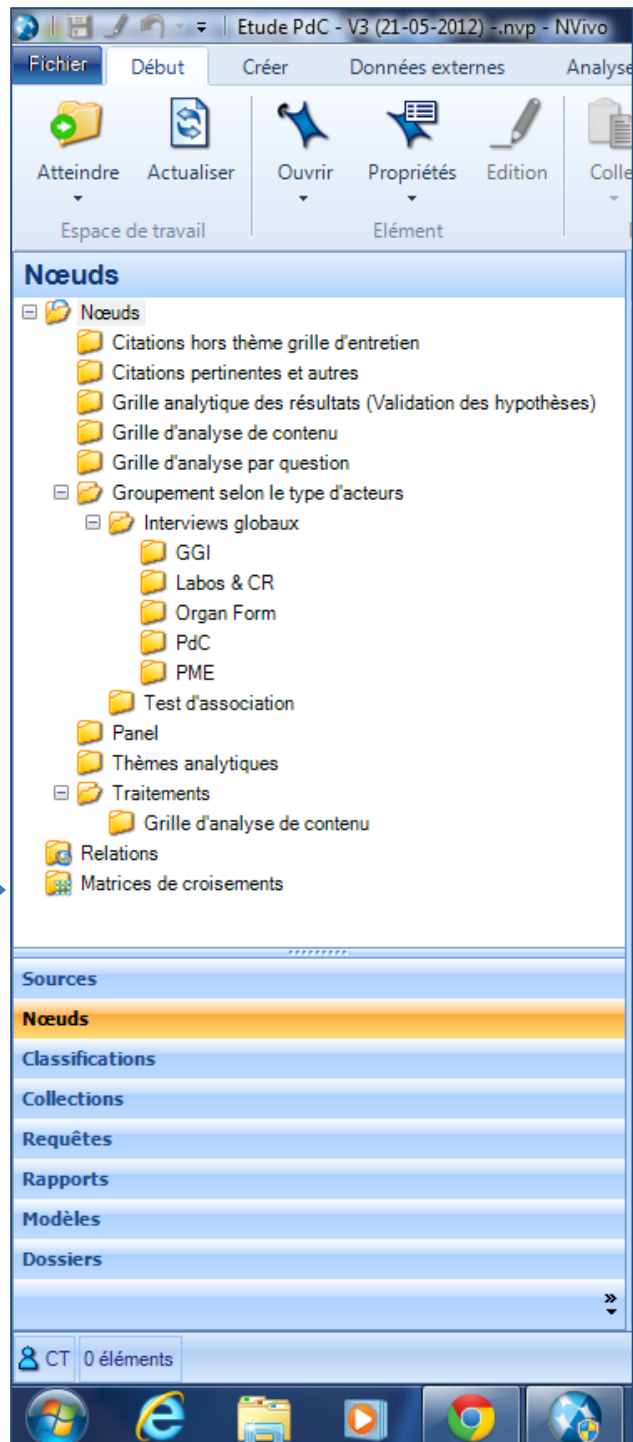 Etude PdC - V3 (21-05-2012) -.nvp - NVivo
Fichier Début Créer Données externes Analyse
Atteindre Actualiser Ouvrir Propriétés Edition Colle
Espace de travail Elément
Nœuds
Nœuds
Citations hors thème grille d'entretien
Citations pertinentes et autres
Grille analytique des résultats (Validation des hypothèses)
Grille d'analyse de contenu
Grille d'analyse par question
Groupement selon le type d'acteurs
Interviews globaux
GGI
Labos & CR
Organ Form
PdC
PME
Test d'association
Panel
Thèmes analytiques
Traitements
Grille d'analyse de contenu
Relations
Matrices de croisements
Sources
Nœuds
Classifications
Collections
Requêtes
Rapports
Modèles
Dossiers
CT 0 éléments